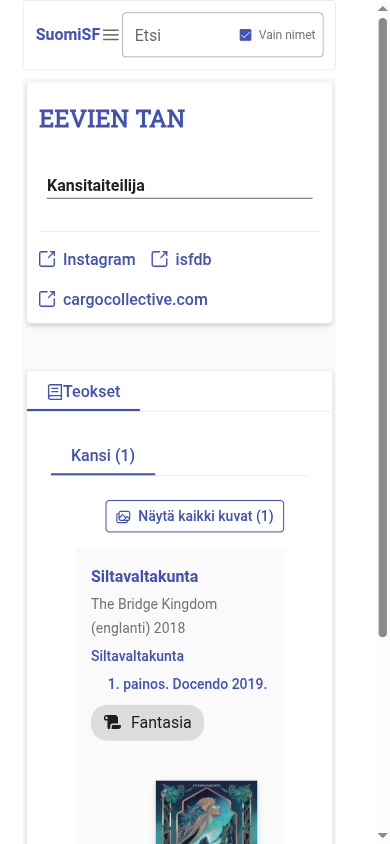 SuomiSF
Etsi
Vain nimet
EEVIEN TAN
Kansitaiteilija
Instagram isfdb
cargocollective.com
Teokset
Kansi (1)
Näytä kaikki kuvat (1)
Siltavaltakunta
The Bridge Kingdom
(englanti) 2018
Siltavaltakunta
1. painos. Docendo 2019.
Fantasia